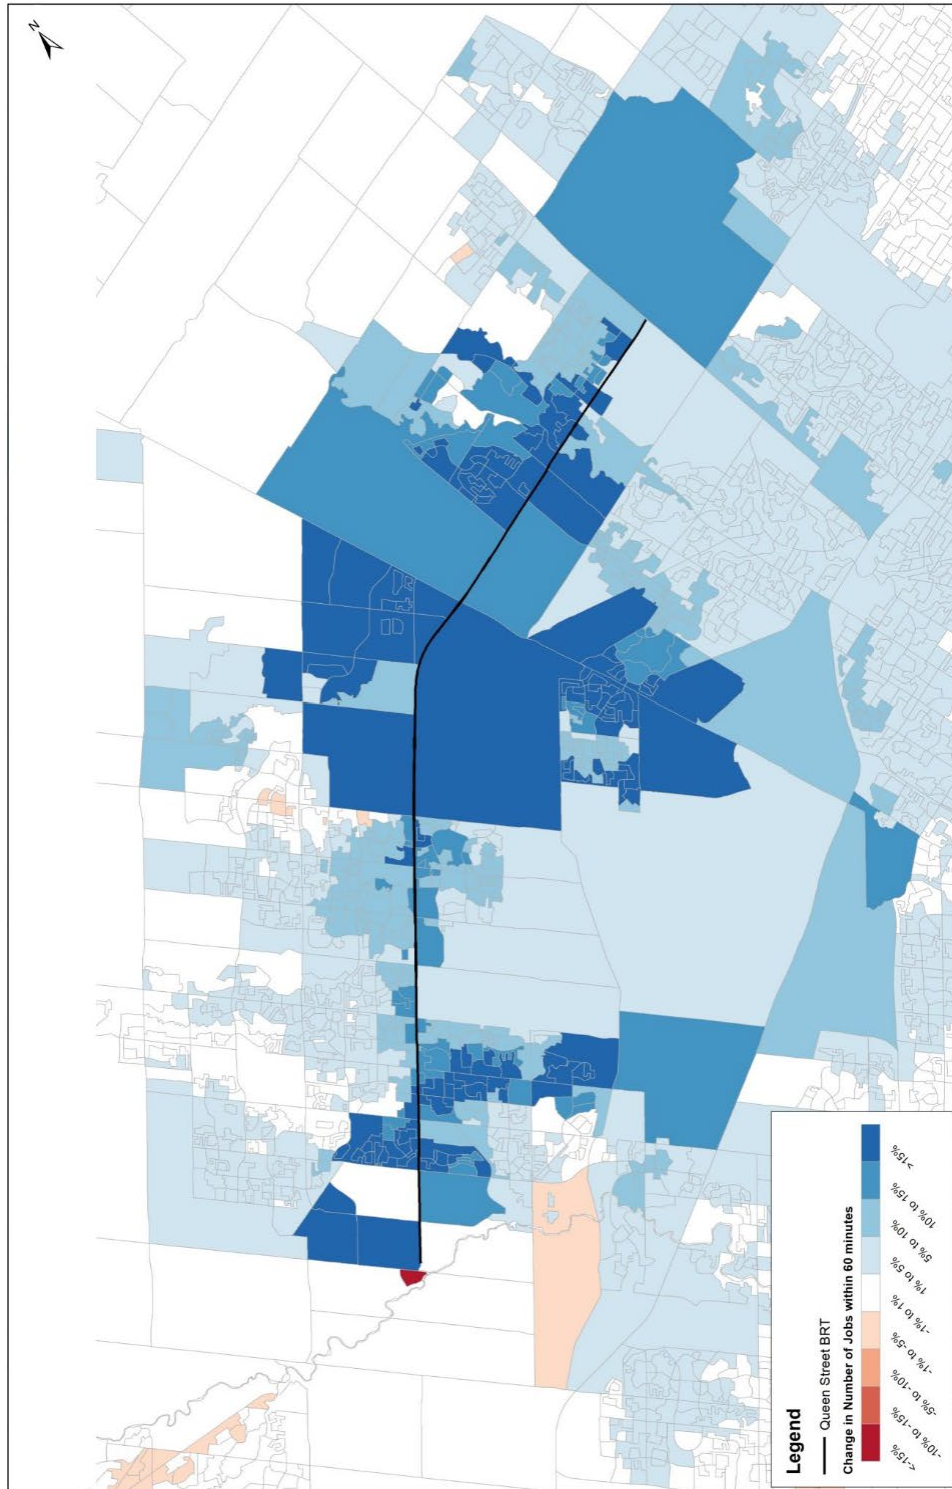 N
Legend
Queen Street BRT
Change in Number of Jobs within 60 minutes
<-15%
-10% to -15%
-5% to -10%
-1% to -5%
-1% to 1%
1% to 5%
5% to 10%
10% to 15%
>15%